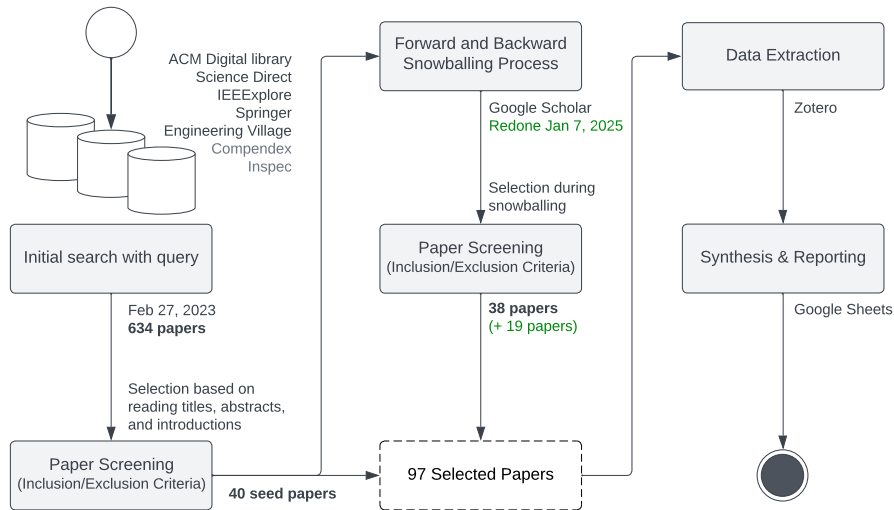 ACM Digital library
Science Direct
IEEExplore
Springer
Engineering Village
Compendex
Inspec
Initial search with query
Feb 27, 2023
634 papers
Selection based on
reading titles, abstracts,
and introductions
Paper Screening
(Inclusion/Exclusion Criteria)
40 seed papers
Forward and Backward
Snowballing Process
Google Scholar
Redone Jan 7, 2025
Selection during
snowballing
Paper Screening
(Inclusion/Exclusion Criteria)
38 papers
(+ 19 papers)
97 Selected Papers
Data Extraction
Zotero
Synthesis & Reporting
Google Sheets